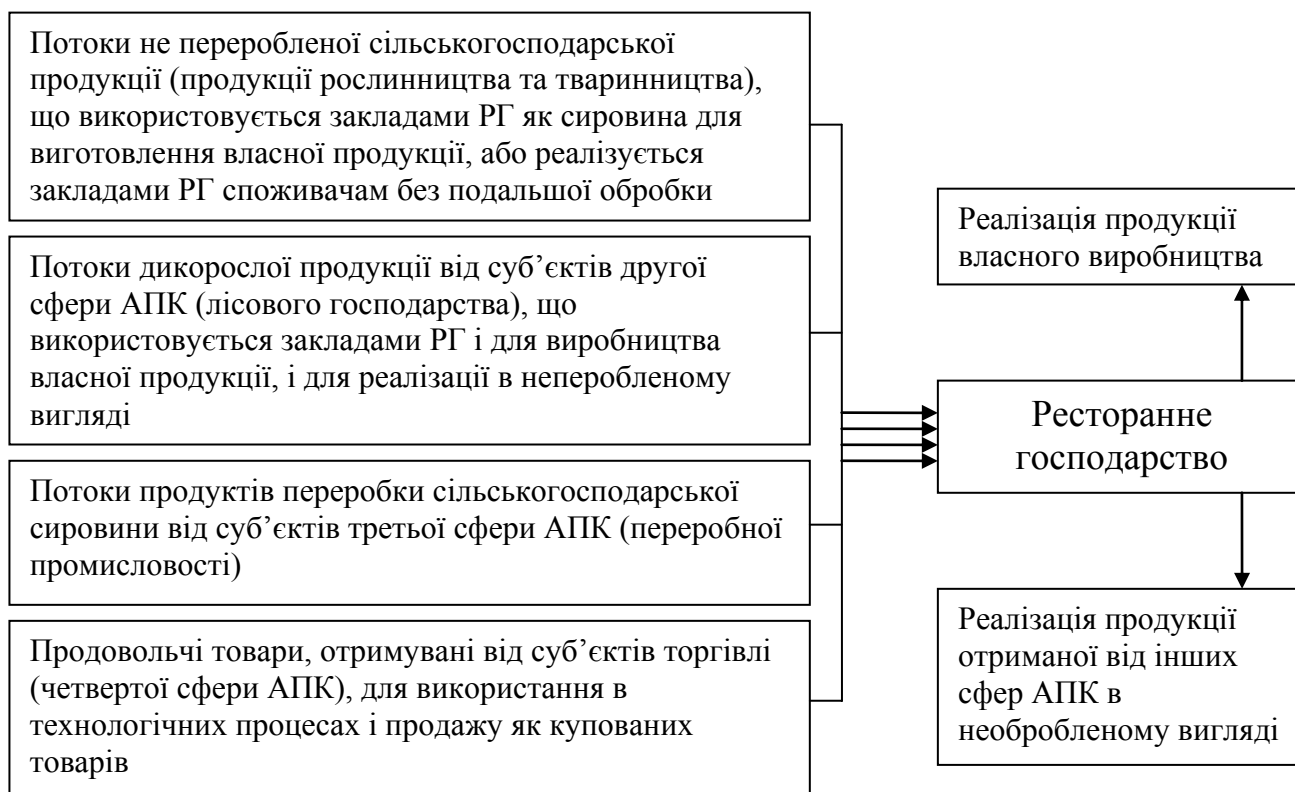 Потоки не переробленої сільськогосподарської
продукції (продукції рослинництва та тваринництва),
що використовується закладами РГ як сировина для
виготовлення власної продукції, або реалізується
закладами РГ споживачам без подальшої обробки
Потоки дикорослої продукції від суб’єктів другої
сфери АПК (лісового господарства), що
використовується закладами РГ і для виробництва
власної продукції, і для реалізації в неперобленому
вигляді
Потоки продуктів переробки сільськогосподарської
сировини від суб’єктів третьої сфери АПК (переробної
промисловості)
Продовольчі товари, отримувані від суб’єктів торгівлі
(четвертої сфери АПК), для використання в
технологічних процесах і продажу як купованих
товарів
Реалізація продукції
власного виробництва
Ресторанне
господарство
Реалізація продукції
отриманої від інших
сфер АПК в
необробленому вигляді